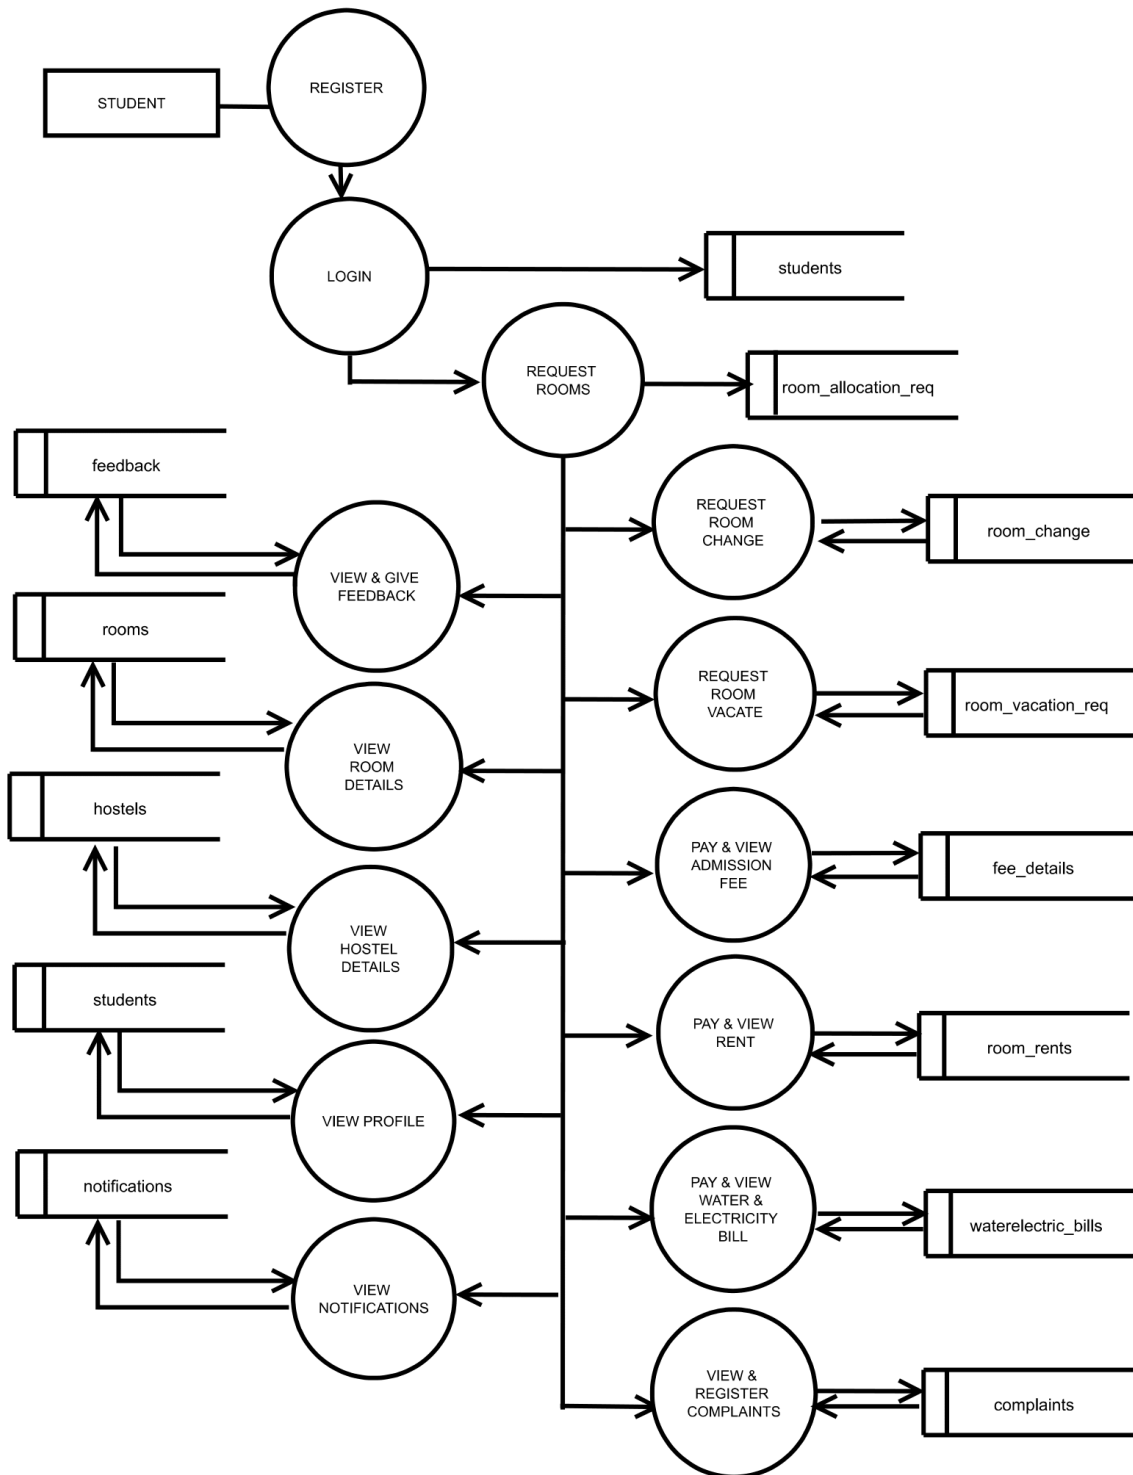 REGISTER
STUDENT
LOGIN
students
REQUEST
ROOMS
room_allocation_req
feedback
VIEW & GIVE
FEEDBACK
REQUEST
ROOM
CHANGE
room_change
rooms
VIEW
ROOM
DETAILS
REQUEST
ROOM
VACATE
room_vacation_req
hostels
VIEW
HOSTEL
DETAILS
PAY & VIEW
ADMISSION
FEE
fee_details
students
VIEW PROFILE
PAY & VIEW
RENT
room_rents
notifications
VIEW
NOTIFICATIONS
PAY & VIEW
WATER &
ELECTRICITY
BILL
waterelectric_bills
VIEW &
REGISTER
COMPLAINTS
complaints